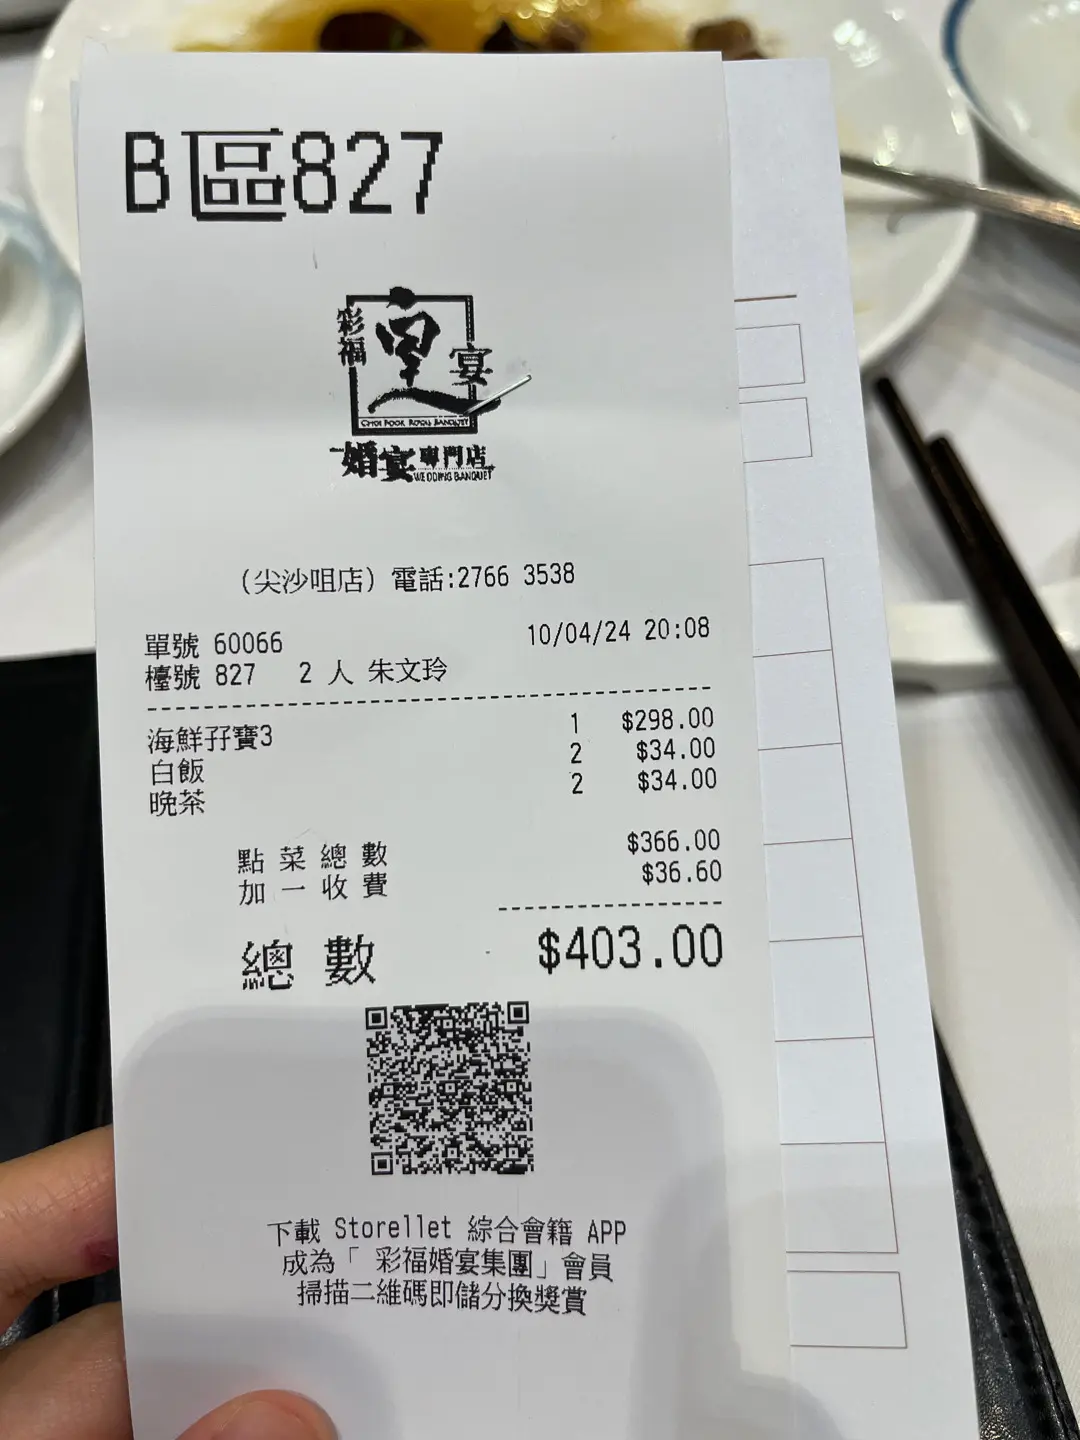 B區827
彩福
皇
宴
CHOI FOOK ROYAL BANQUET
婚宴專門店
WEDDING BANQUET
(尖沙咀店) 電話:2766 3538
單號 60066 10/04/24 20:08
檯號 827 2 人 朱文玲
海鮮孖寶3 1 $298.00
白飯 2 $34.00
晚茶 2 $34.00
點菜總數 $366.00
加一收費 $36.60
總數 $403.00
下載 Storellet 綜合會籍 APP
成為「 彩福婚宴集團」會員
掃描二維碼即儲分換獎賞